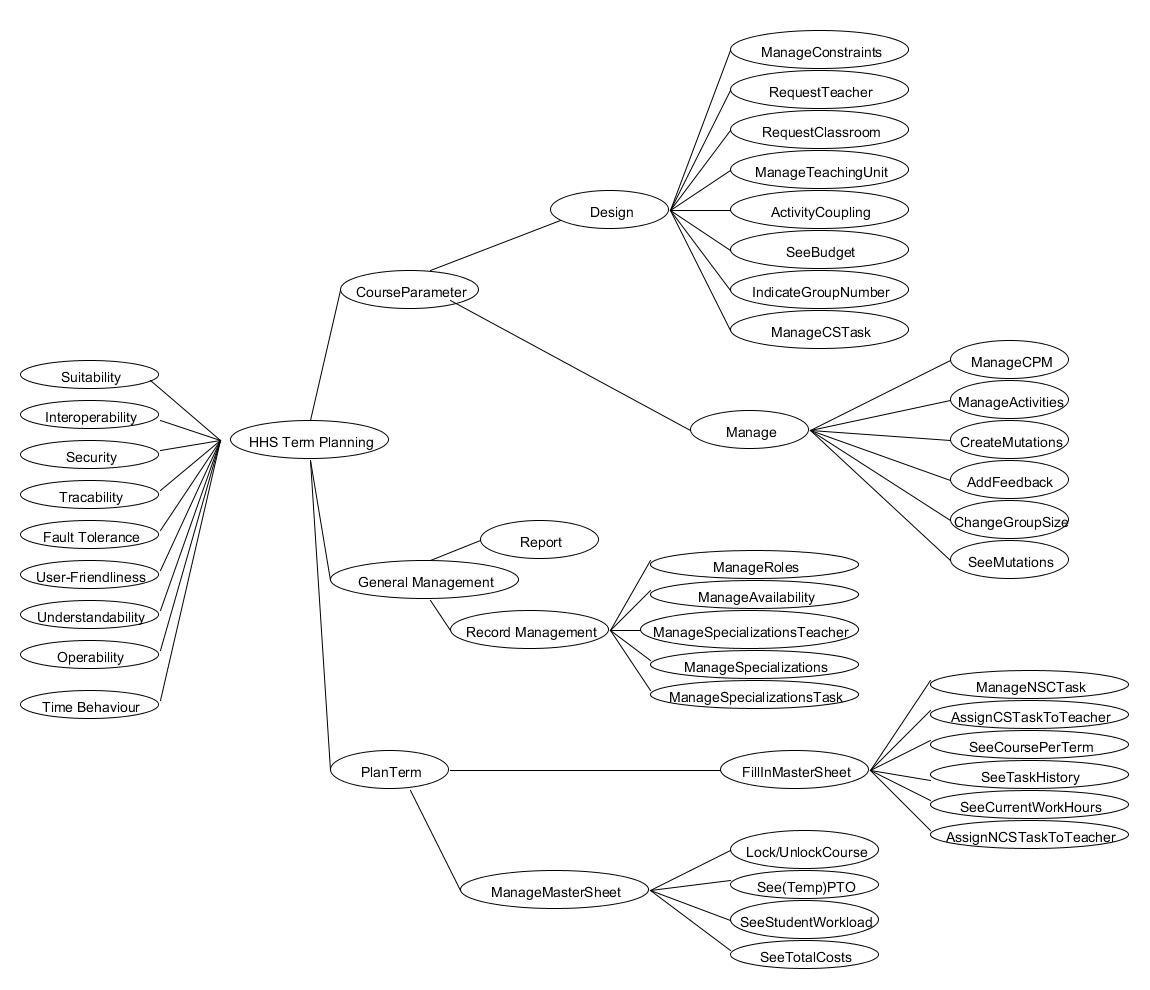 ManageConstraints
RequestTeacher
RequestClassroom
ManageTeachingUnit
Design
ActivityCoupling
SeeBudget
CourseParameter
IndicateGroupNumber
ManageCSTask
ManageCPM
Suitability
ManageActivities
Interoperability
HHS Term Planning
Manage
CreateMutations
Security
AddFeedback
Tracability
ChangeGroupSize
Fault Tolerance
Report
SeeMutations
User-Friendliness
General Management
ManageRoles
ManageAvailability
Understandability
Record Management
ManageSpecializationsTeacher
Operability
ManageSpecializations
ManageSpecializationsTask
ManageNSCTask
Time Behaviour
AssignCSTaskToTeacher
SeeCoursePerTerm
PlanTerm
FillInMasterSheet
SeeTaskHistory
SeeCurrentWorkHours
AssignNCSTaskToTeacher
Lock/UnlockCourse
ManageMasterSheet
See(Temp)PTO
SeeStudentWorkload
SeeTotalCosts